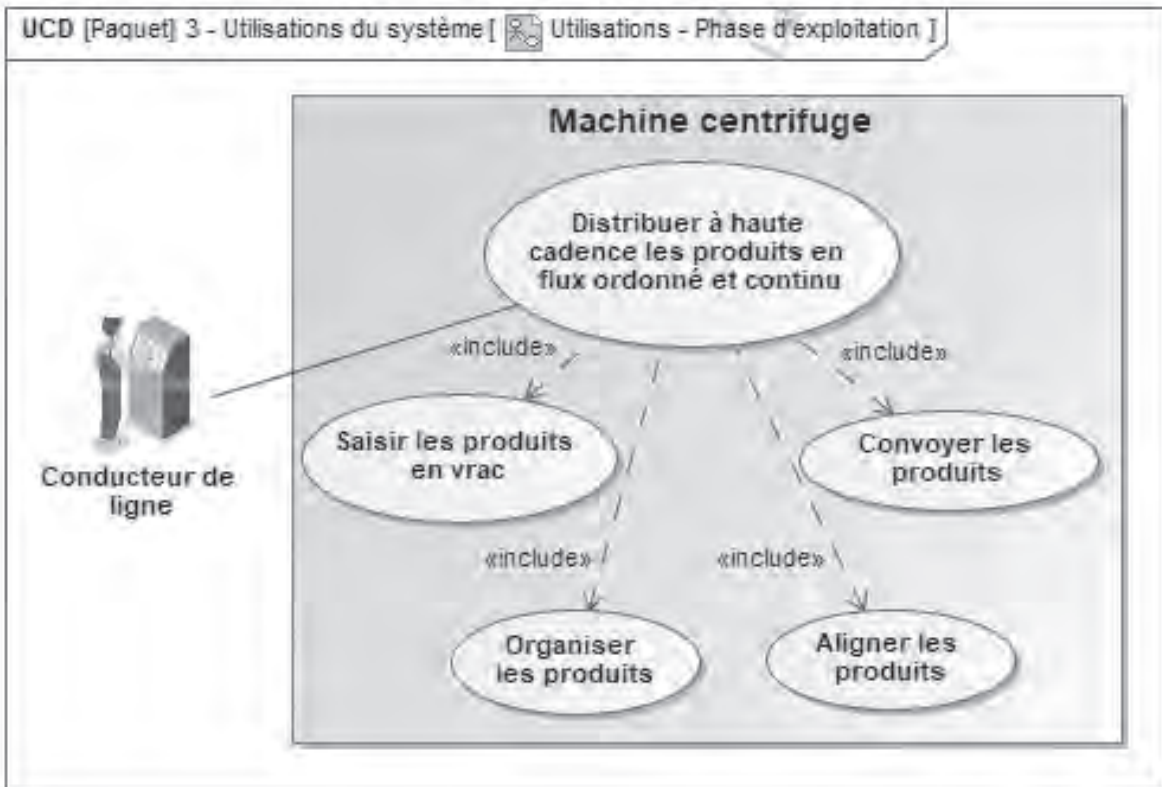 UCD [Paquet] 3 - Utilisations du système [ Utilisations - Phase d'exploitation ]
Machine centrifuge
Distribuer à haute
cadence les produits en
flux ordonné et continu
«include»
«include»
Saisir les produits
en vrac
Convoyer les
produits
Conducteur de
ligne
«include»
«include»
Organiser
les produits
Aligner les
produits